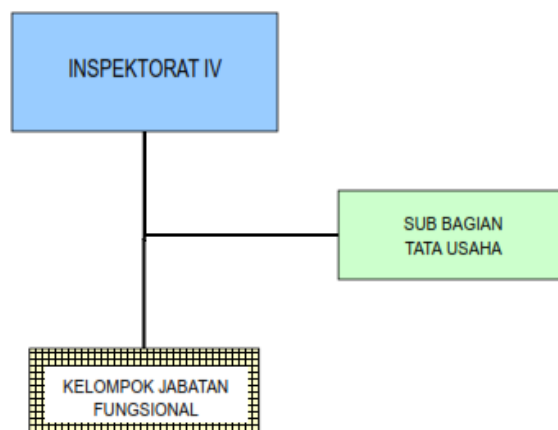 INSPEKTORAT IV
SUB BAGIAN
TATA USAHA
KELOMPOK JABATAN
FUNGSIONAL